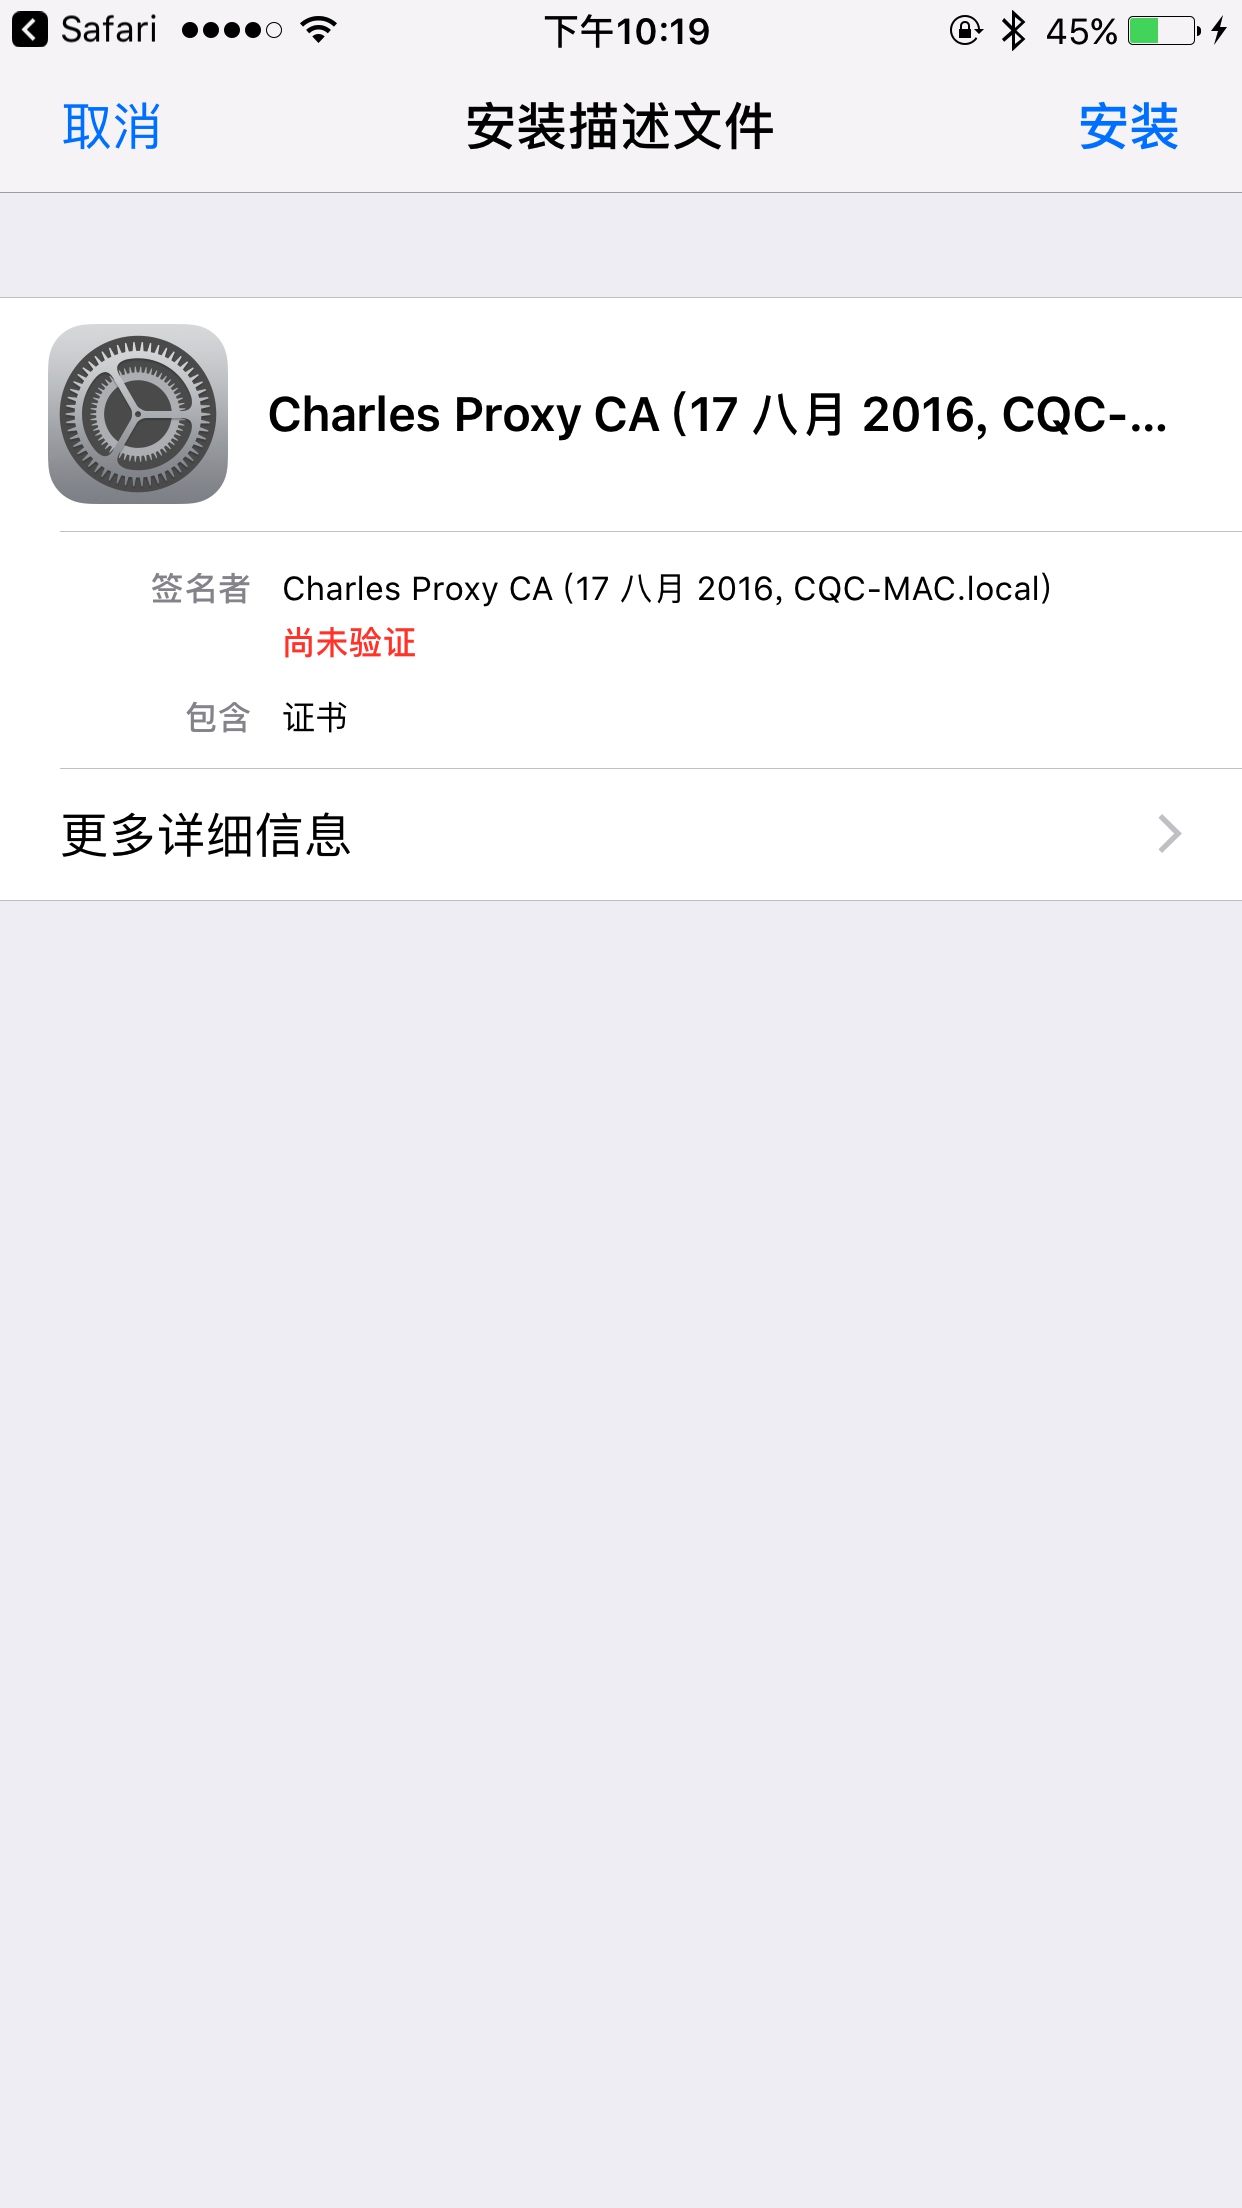 Safari 下午10:19 45%
取消 安装描述文件 安装
Charles Proxy CA (17 八月 2016, CQC-...
签名者 Charles Proxy CA (17 八月 2016, CQC-MAC.local)
尚未验证
包含 证书
更多详细信息